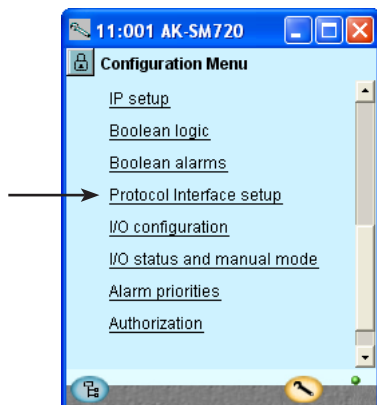 11:001 AK-SM720
Configuration Menu
IP setup
Boolean logic
Boolean alarms
Protocol Interface setup
I/O configuration
I/O status and manual mode
Alarm priorities
Authorization